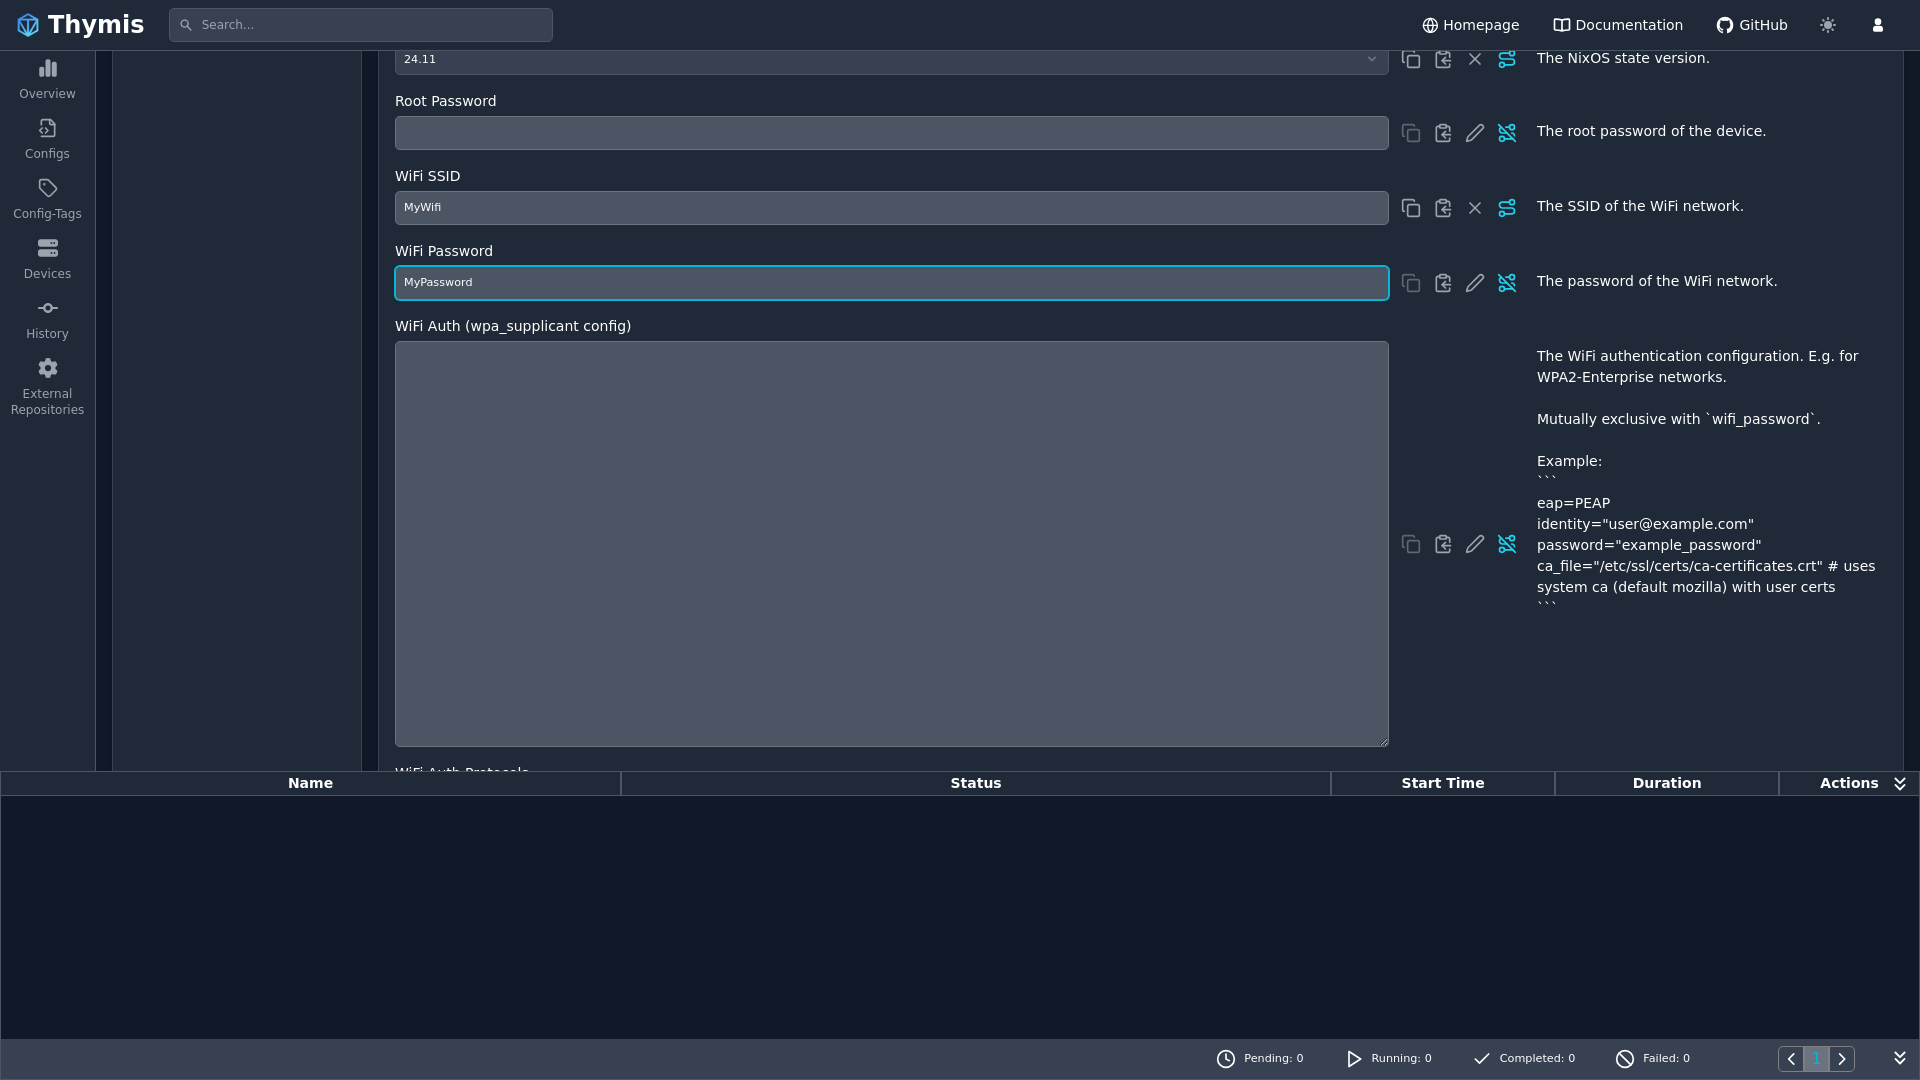 Thymis
Search...
Homepage
Documentation
GitHub
Overview
Configs
Config-Tags
Devices
History
External
Repositories
24.11
The NixOS state version.
Root Password
The root password of the device.
WiFi SSID
MyWifi
The SSID of the WiFi network.
WiFi Password
MyPassword
The password of the WiFi network.
WiFi Auth (wpa_supplicant config)
The WiFi authentication configuration. E.g. for
WPA2-Enterprise networks.
Mutually exclusive with `wifi_password`.
Example:
```
eap=PEAP
identity="user@example.com"
password="example_password"
ca_file="/etc/ssl/certs/ca-certificates.crt" # uses
system ca (default mozilla) with user certs
```
WiFi Auth Protocols
Name
Status
Start Time
Duration
Actions
Pending: 0
Running: 0
Completed: 0
Failed: 0
1